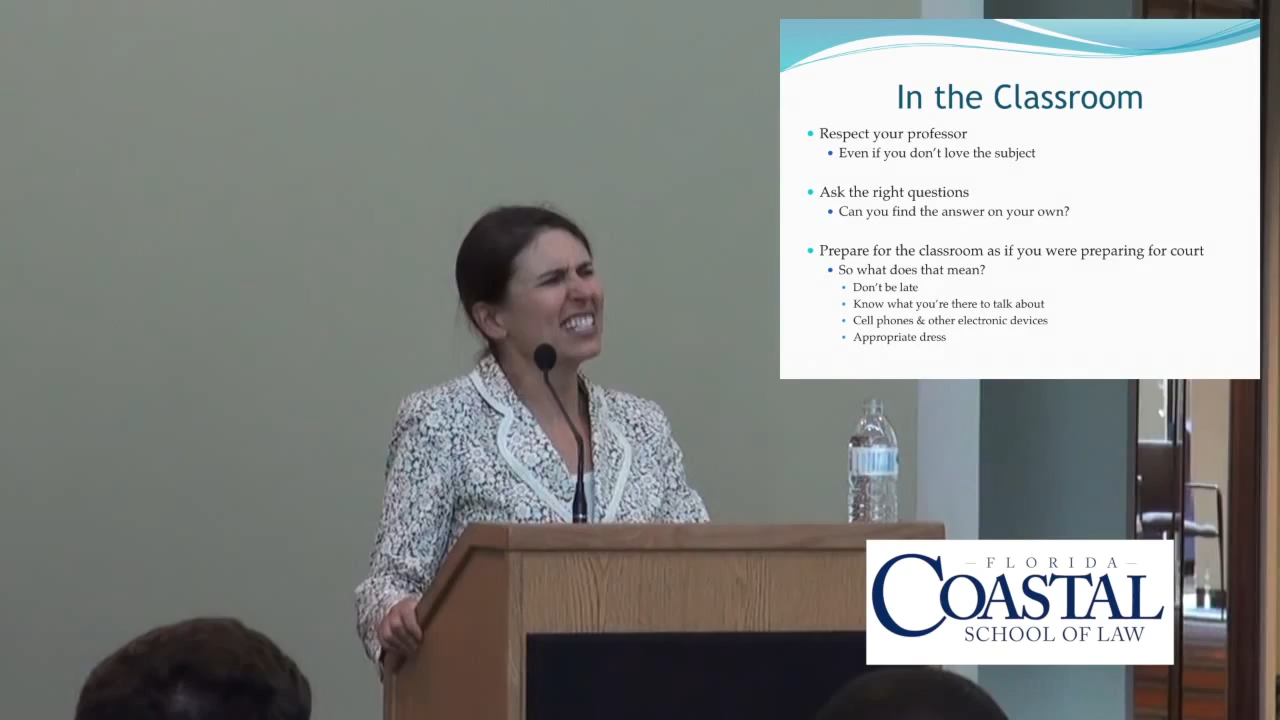 In the Classroom
Respect your professor
Even if you don't love the subject
Ask the right questions
Can you find the answer on your own?
Prepare for the classroom as if you were preparing for court
So what does that mean?
Don't be late
Know what you're there to talk about
Cell phones & other electronic devices
Appropriate dress
FLORIDA
COASTAL
SCHOOL OF LAW